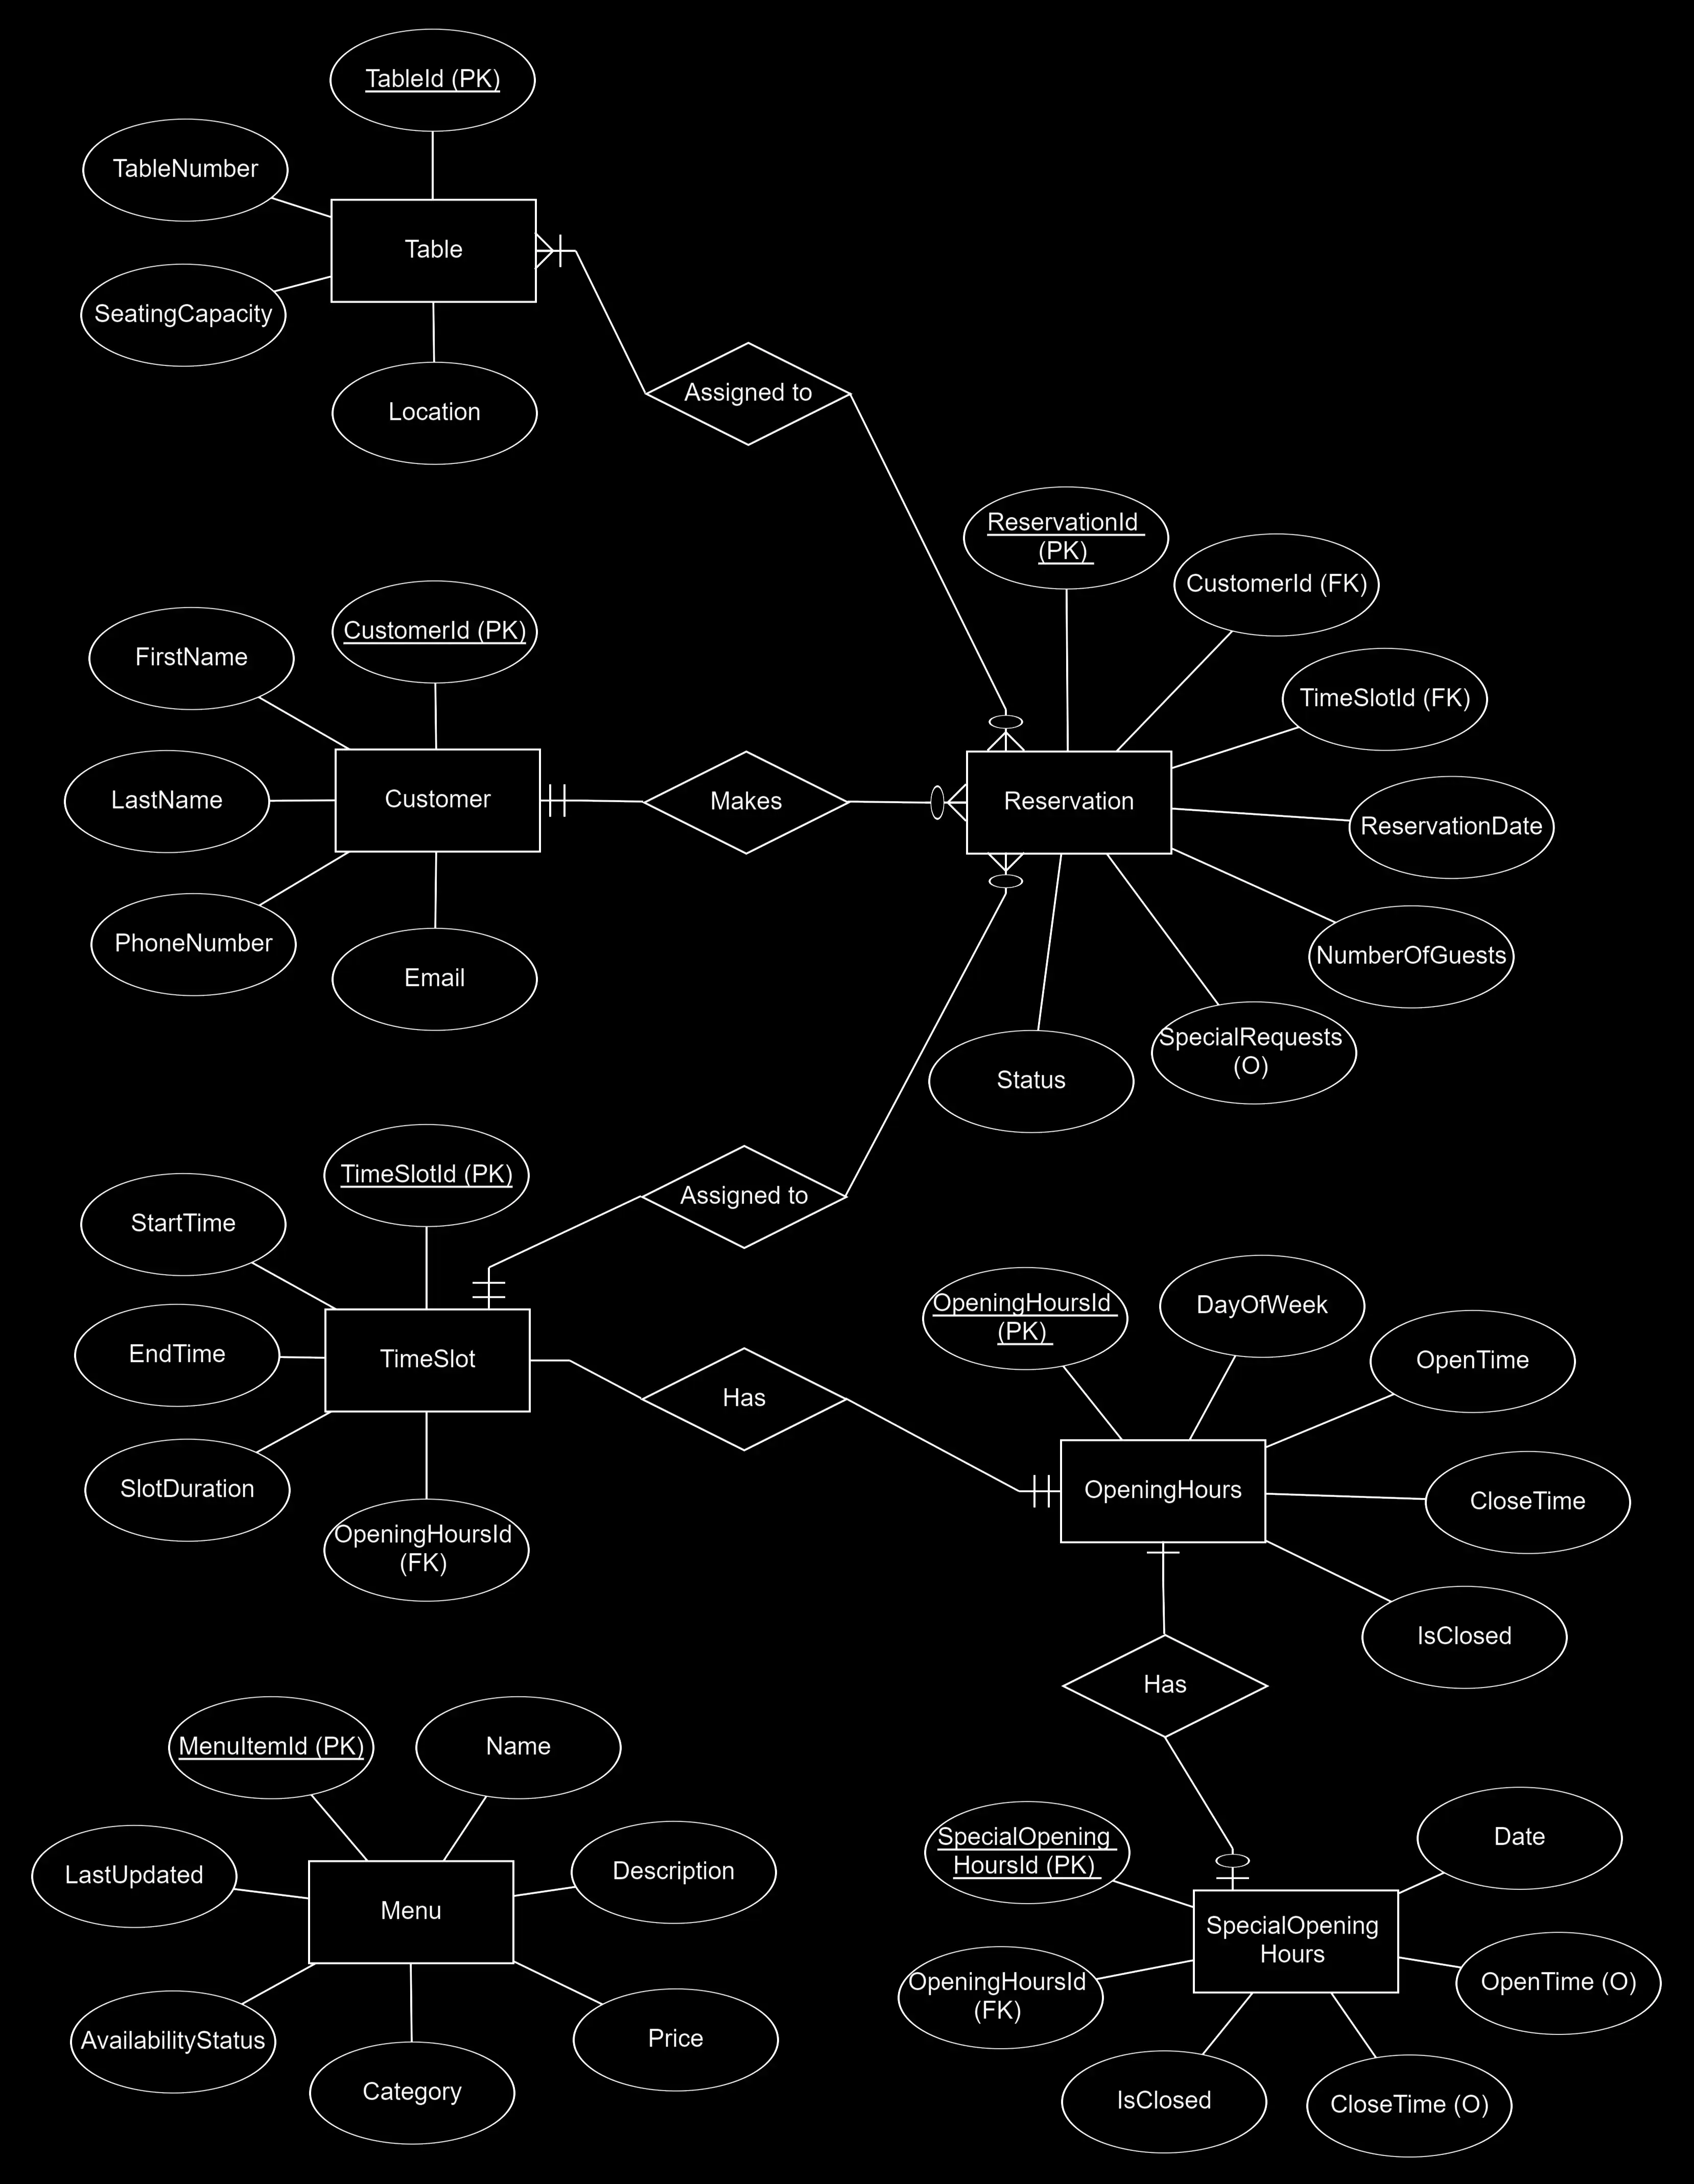 TableId (PK)
TableNumber
Table
SeatingCapacity
Location
Assigned to
ReservationId
(PK)
CustomerId (FK)
TimeSlotId (FK)
ReservationDate
NumberOfGuests
SpecialRequests
(O)
Status
Reservation
Makes
CustomerId (PK)
FirstName
LastName
Customer
PhoneNumber
Email
Assigned to
TimeSlotId (PK)
StartTime
EndTime
TimeSlot
SlotDuration
OpeningHoursId
(FK)
Has
OpeningHoursId
(PK)
DayOfWeek
OpenTime
OpeningHours
CloseTime
IsClosed
Has
MenuItemId (PK)
Name
LastUpdated
Description
Menu
AvailabilityStatus
Category
Price
SpecialOpening
HoursId (PK)
Date
SpecialOpening
Hours
OpeningHoursId
(FK)
OpenTime (O)
IsClosed
CloseTime (O)